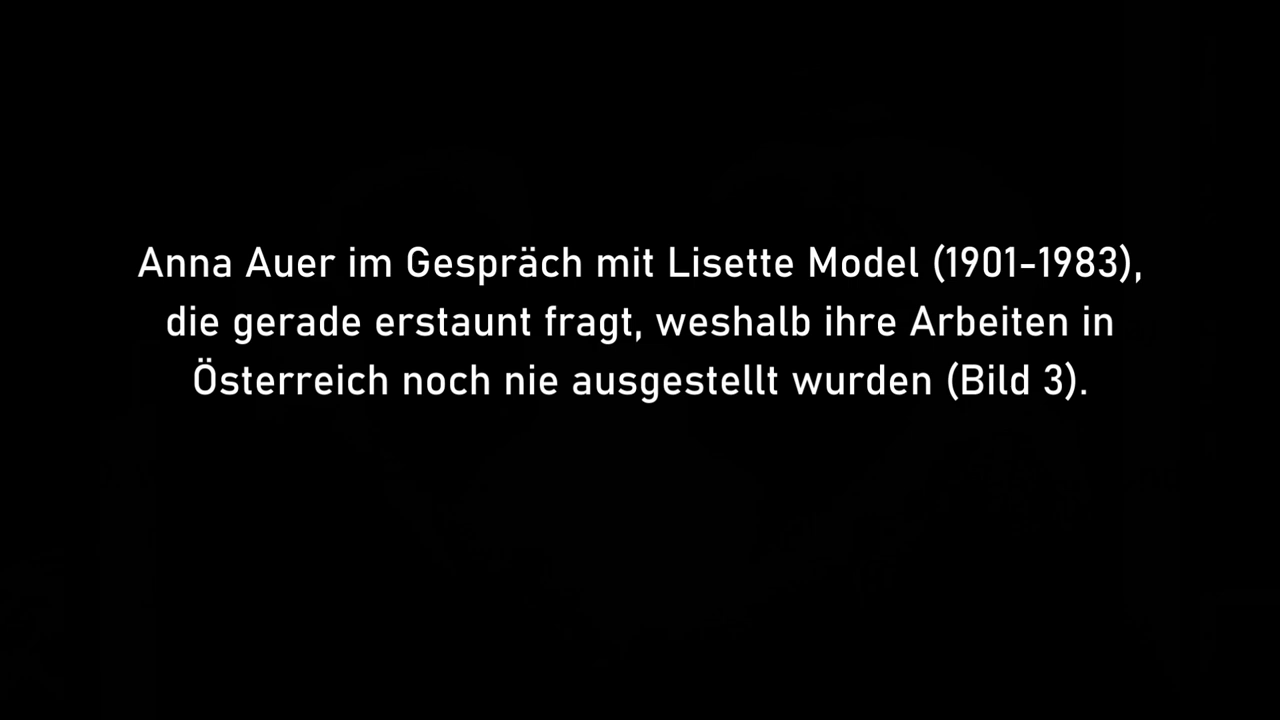 Anna Auer im Gespräch mit Lisette Model (1901-1983),
die gerade erstaunt fragt, weshalb ihre Arbeiten in
Österreich noch nie ausgestellt wurden (Bild 3).